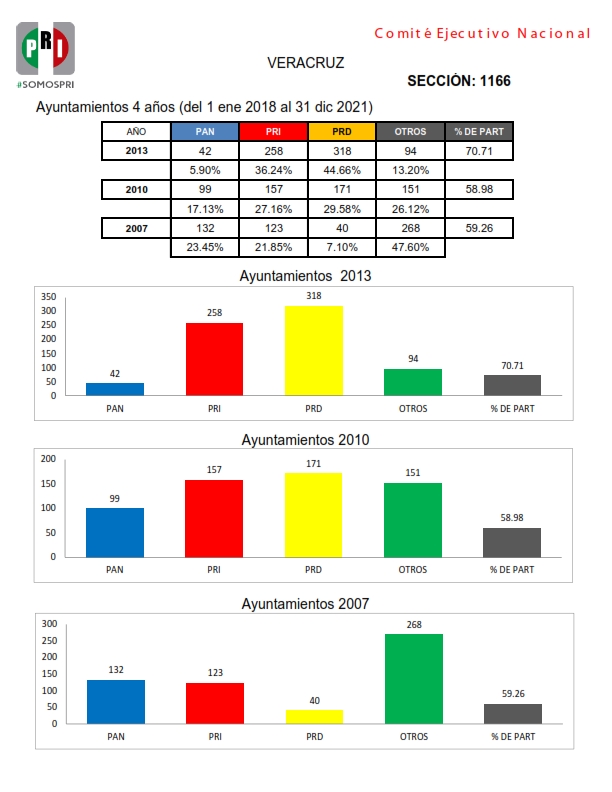 Comité Ejecutivo Nacional
PRI
#SOMOSPRI
VERACRUZ
SECCIÓN: 1166
Ayuntamientos 4 años (del 1 ene 2018 al 31 dic 2021)
AÑO PAN PRI PRD OTROS % DE PART
2013 42 258 318 94 70.71
5.90% 36.24% 44.66% 13.20%
2010 99 157 171 151 58.98
17.13% 27.16% 29.58% 26.12%
2007 132 123 40 268 59.26
23.45% 21.85% 7.10% 47.60%
Ayuntamientos 2013
350
300
250
200
150
100
50
0
42 258 318 94 70.71
PAN PRI PRD OTROS % DE PART
Ayuntamientos 2010
200
150
100
50
0
99 157 171 151 58.98
PAN PRI PRD OTROS % DE PART
Ayuntamientos 2007
300
250
200
150
100
50
0
132 123 40 268 59.26
PAN PRI PRD OTROS % DE PART